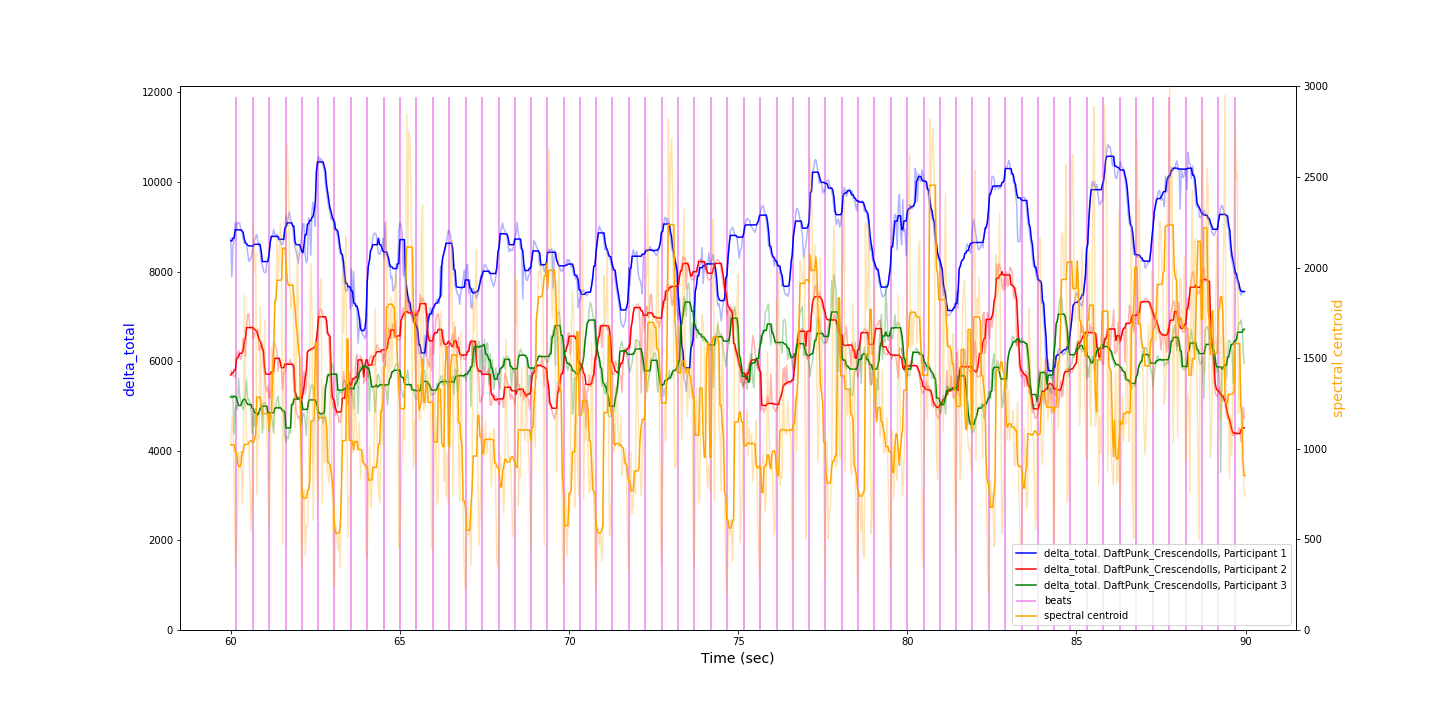 12000
10000
8000
6000
4000
2000
0
delta_total
3000
2500
2000
1500
1000
500
0
spectral centroid
delta_total. DaftPunk_Crescendolls, Participant 1
delta_total. DaftPunk_Crescendolls, Participant 2
delta_total. DaftPunk_Crescendolls, Participant 3
beats
spectral centroid
60 65 70 75 80 85 90
Time (sec)